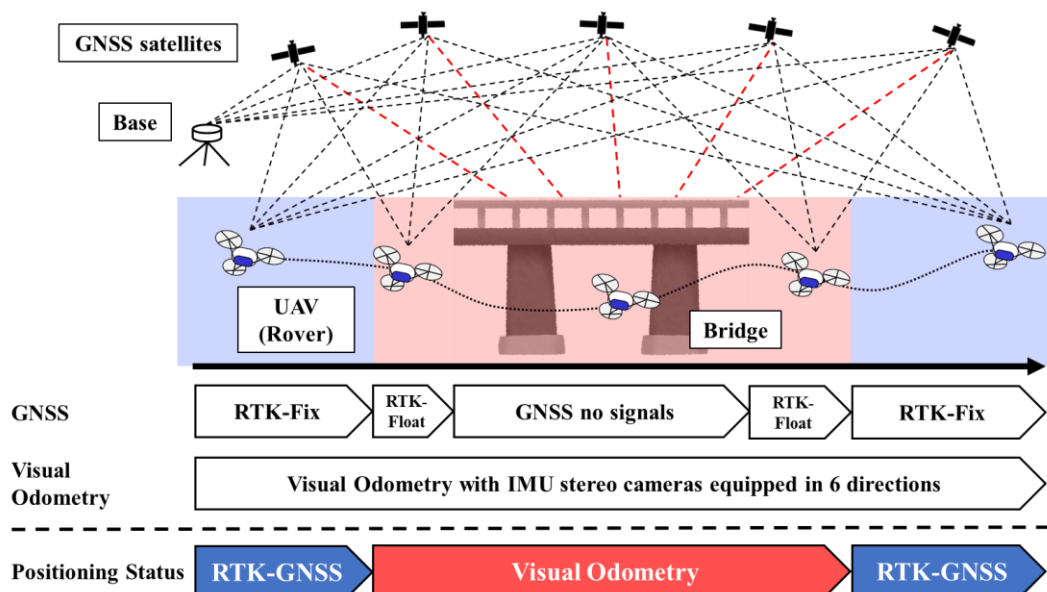 GNSS satellites
Base
UAV
(Rover)
Bridge
GNSS
RTK-Fix
RTK-
Float
GNSS no signals
RTK-
Float
RTK-Fix
Visual
Odometry
Visual Odometry with IMU stereo cameras equipped in 6 directions
Positioning Status
RTK-GNSS
Visual Odometry
RTK-GNSS